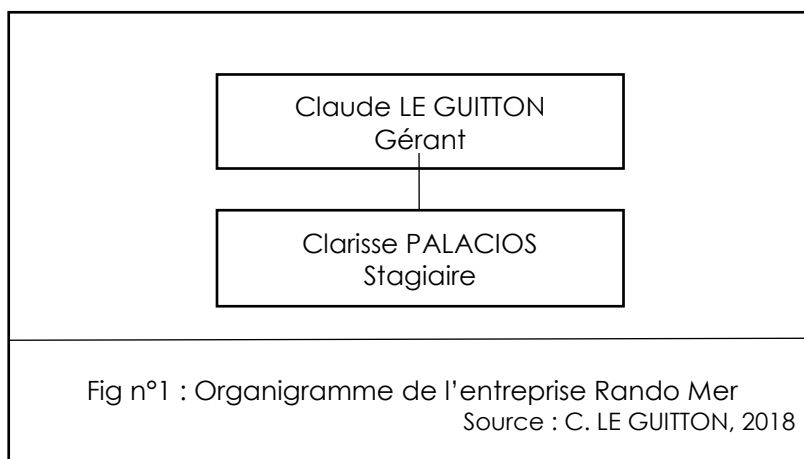 Claude LE GUITTON
Gérant
Clarisse PALACIOS
Stagiaire
Fig n°1 : Organigramme de l'entreprise Rando Mer
Source : C. LE GUITTON, 2018